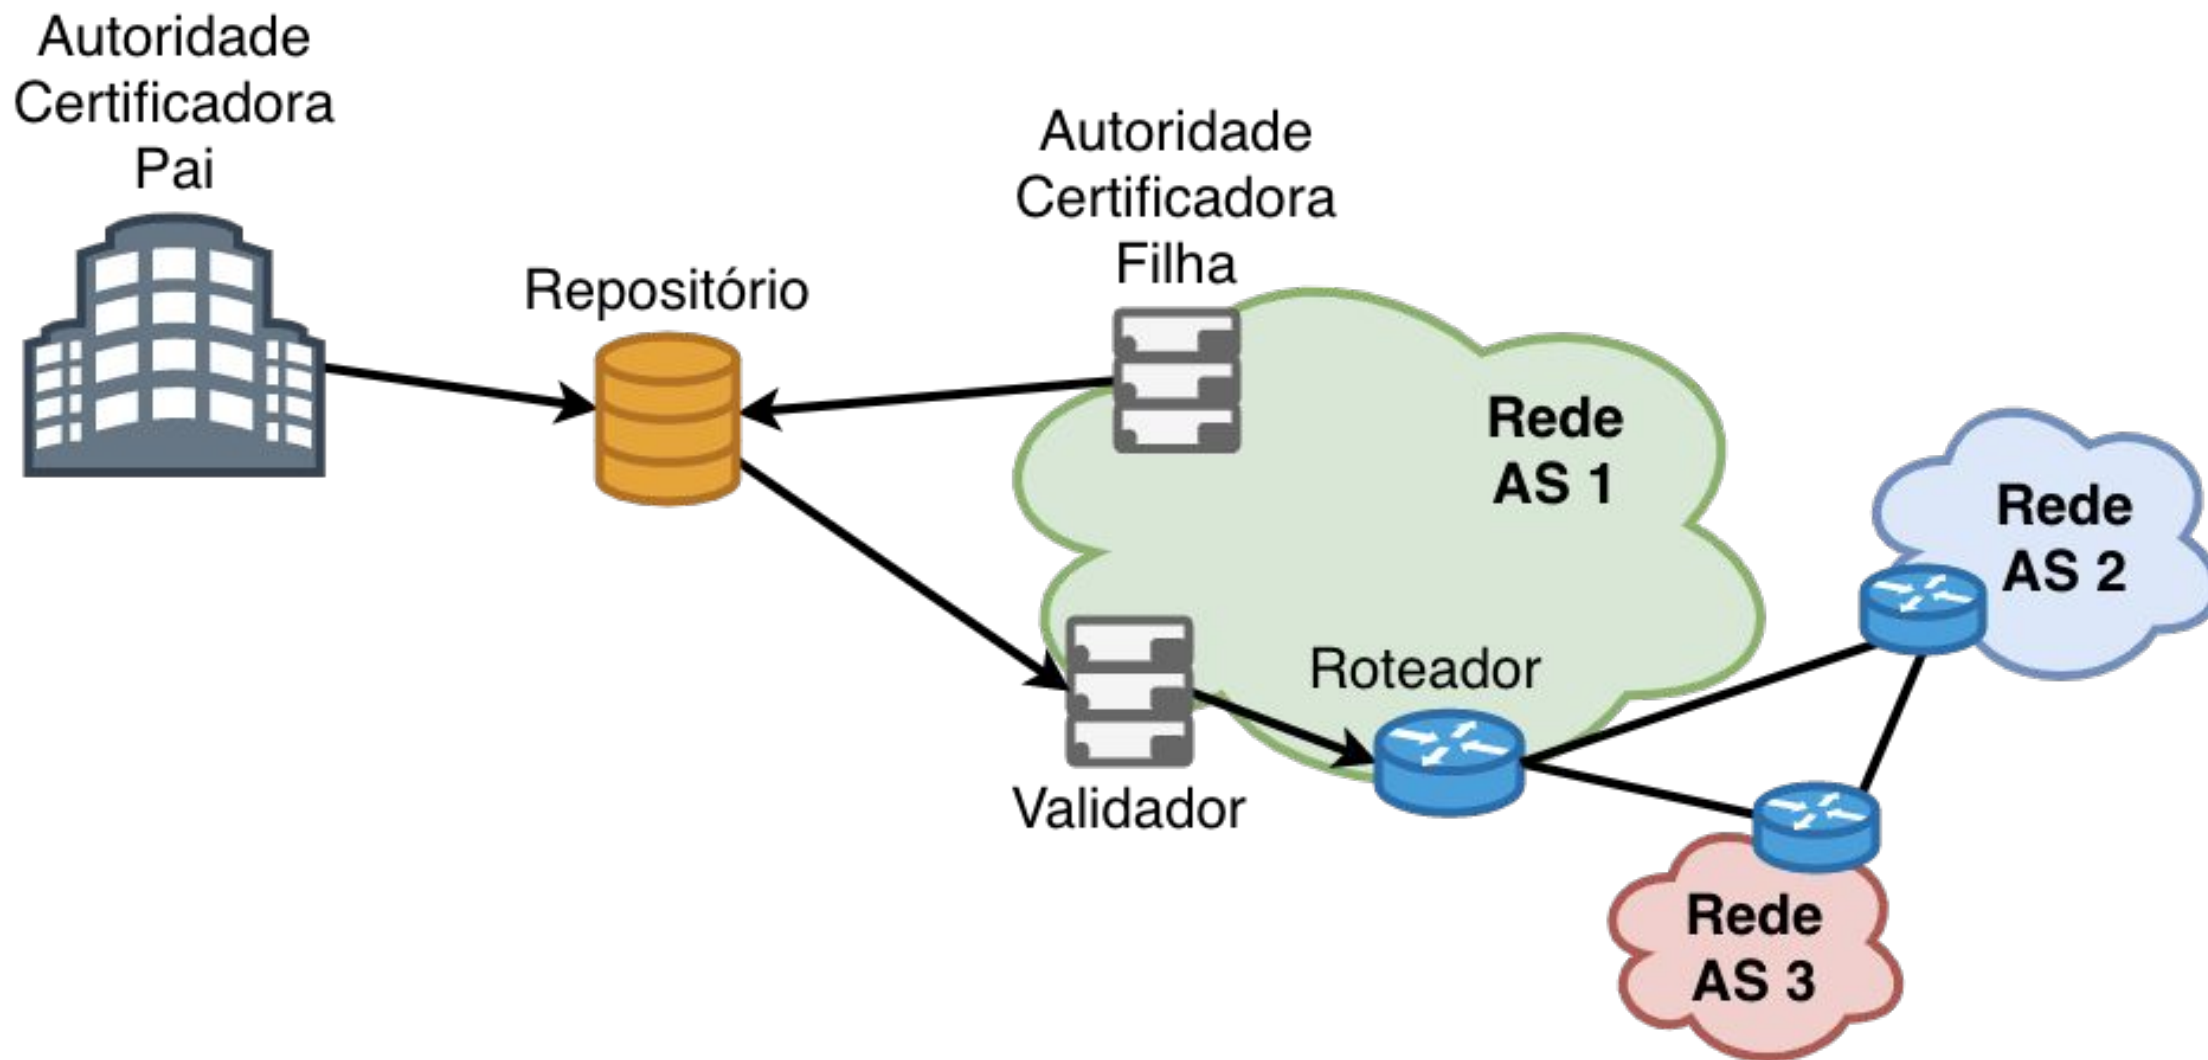 Autoridade
Certificadora
Pai
Autoridade
Certificadora
Filha
Repositório
Rede
AS 1
Rede
AS 2
Roteador
Validador
Rede
AS 3